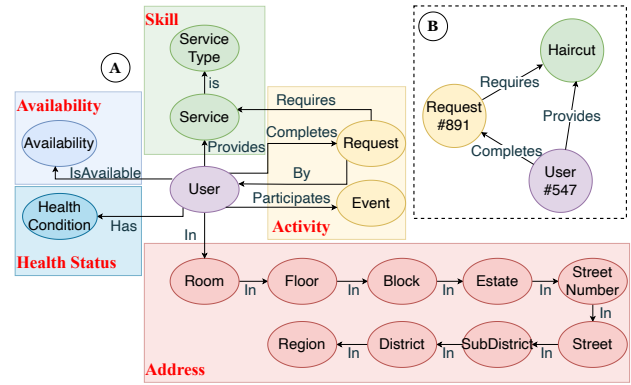 Skill
B
Service
Type
Haircut
A
is
Requires
Request
#891
Provides
Completes
User
#547
Availability
Availability
IsAvailable
Service
Requires
Completes
Provides
Request
By
User
Participates
Event
Activity
Health
Condition
Has
Health Status
In
Room
In
Floor
In
Block
In
Estate
In
Street
Number
In
Street
In
SubDistrict
In
District
In
Region
Address